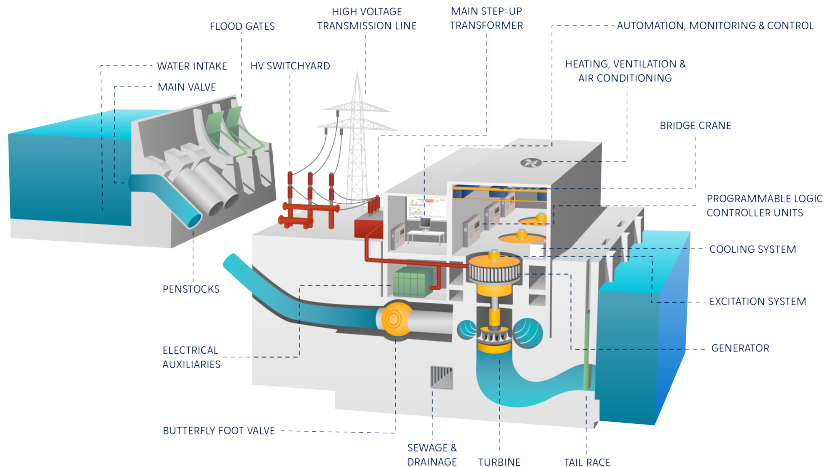 HIGH VOLTAGE
TRANSMISSION LINE
MAIN STEP-UP
TRANSFORMER
AUTOMATION, MONITORING & CONTROL
FLOOD GATES
WATER INTAKE
HV SWITCHYARD
HEATING, VENTILATION &
AIR CONDITIONING
MAIN VALVE
BRIDGE CRANE
PROGRAMMABLE LOGIC
CONTROLLER UNITS
COOLING SYSTEM
PENSTOCKS
EXCITATION SYSTEM
ELECTRICAL
AUXILIARIES
GENERATOR
BUTTERFLY FOOT VALVE
SEWAGE &
DRAINAGE
TURBINE
TAIL RACE